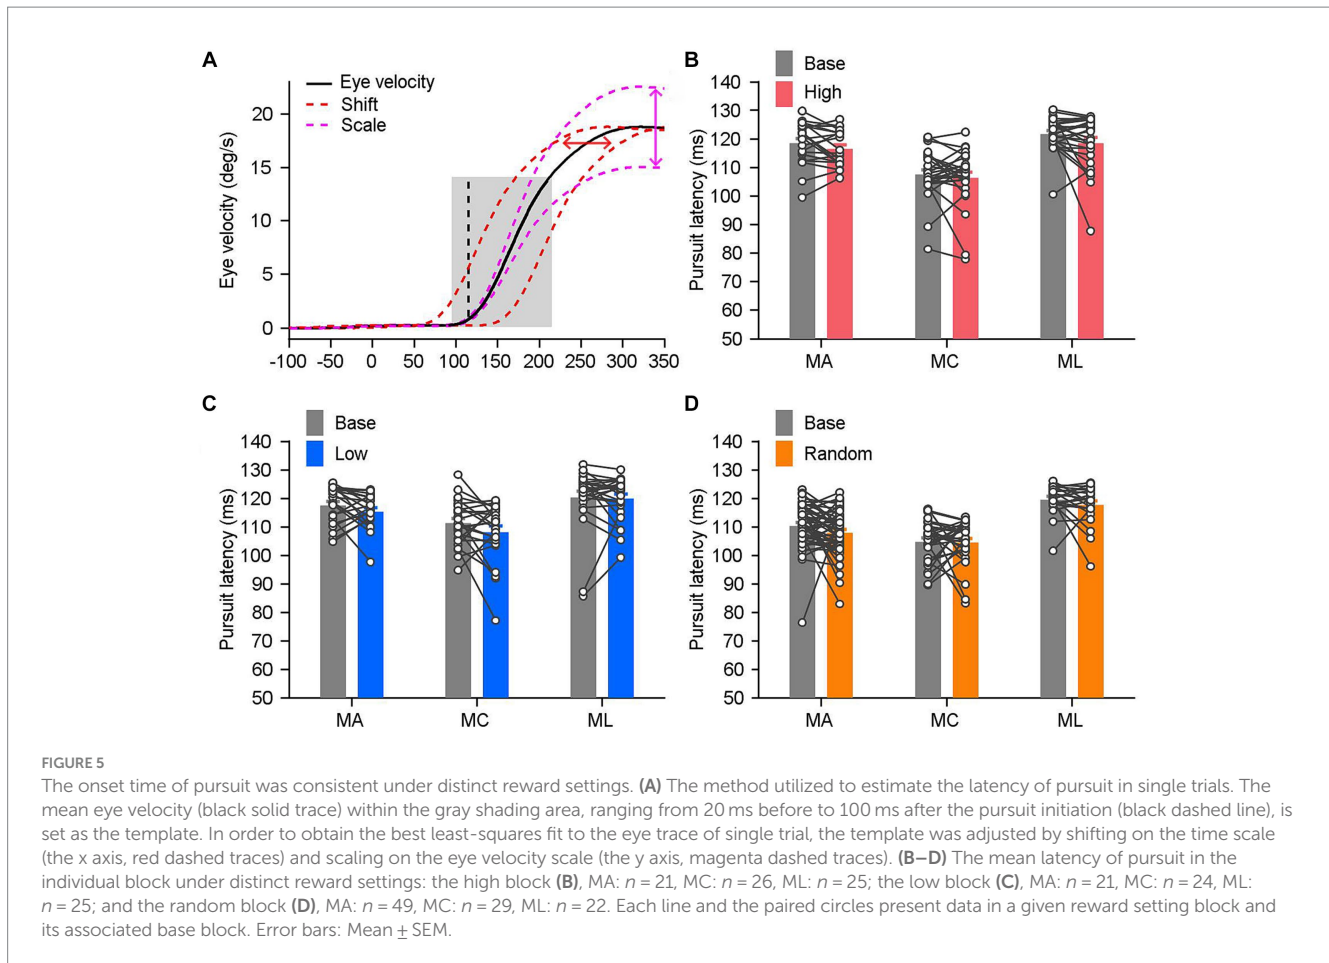 A
Eye velocity
Shift
Scale
Eye velocity (deg/s)
20
15
10
5
0
-100 -50 0 50 100 150 200 250 300 350
B
Base
High
Pursuit latency (ms)
140
130
120
110
100
90
80
70
60
50
MA MC ML
C
Base
Low
Pursuit latency (ms)
140
130
120
110
100
90
80
70
60
50
MA MC ML
D
Base
Random
Pursuit latency (ms)
140
130
120
110
100
90
80
70
60
50
MA MC ML
FIGURE 5
The onset time of pursuit was consistent under distinct reward settings. (A) The method utilized to estimate the latency of pursuit in single trials. The
mean eye velocity (black solid trace) within the gray shading area, ranging from 20 ms before to 100 ms after the pursuit initiation (black dashed line), is
set as the template. In order to obtain the best least-squares fit to the eye trace of single trial, the template was adjusted by shifting on the time scale
(the x axis, red dashed traces) and scaling on the eye velocity scale (the y axis, magenta dashed traces). (B–D) The mean latency of pursuit in the
individual block under distinct reward settings: the high block (B), MA: n = 21, MC: n = 26, ML: n = 25; the low block (C), MA: n = 21, MC: n = 24, ML:
n = 25; and the random block (D), MA: n = 49, MC: n = 29, ML: n = 22. Each line and the paired circles present data in a given reward setting block and
its associated base block. Error bars: Mean ± SEM.